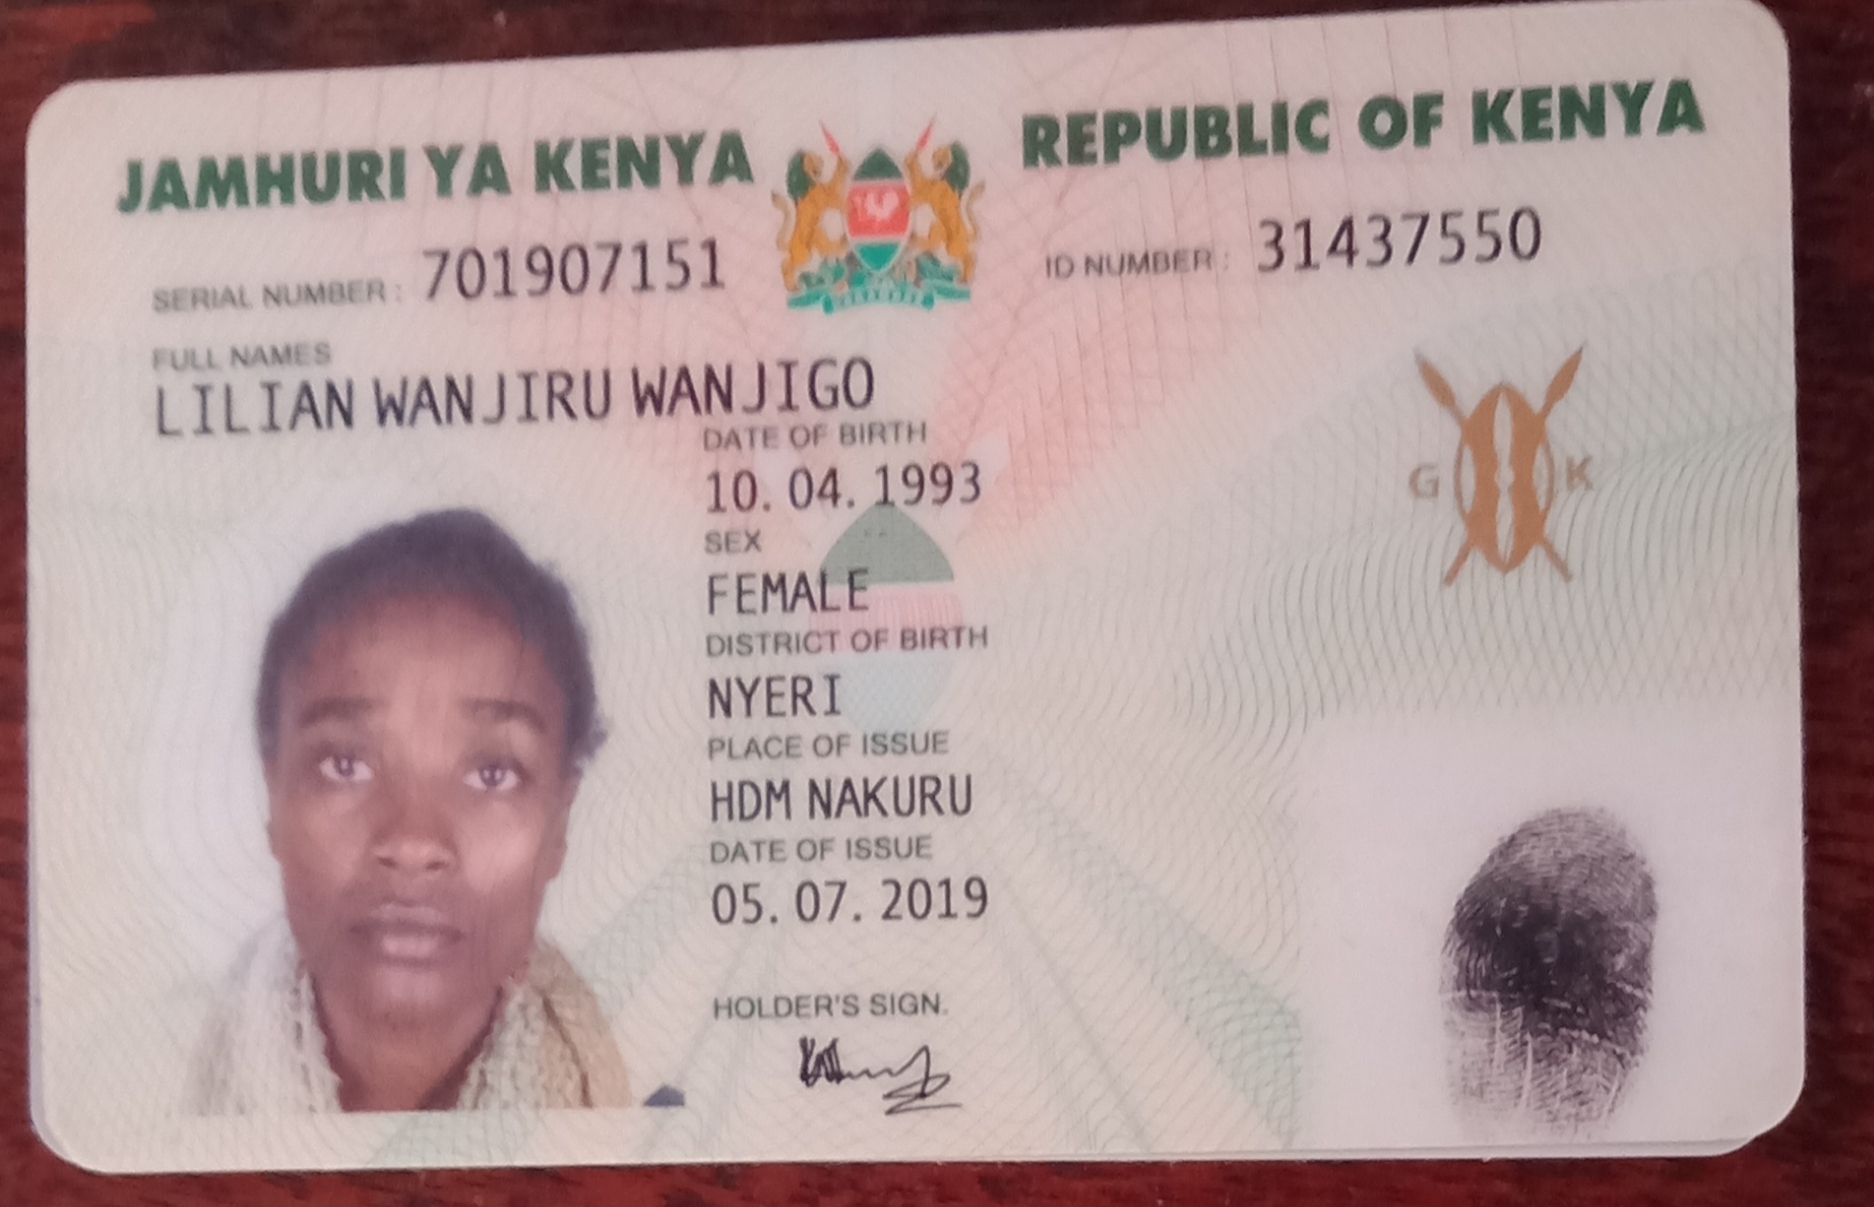 JAMHURI YA KENYA REPUBLIC OF KENYA
SERIAL NUMBER : 701907151 ID NUMBER : 31437550
FULL NAMES
LILIAN WANJIRU WANJIGO
DATE OF BIRTH
10. 04. 1993
SEX
FEMALE
DISTRICT OF BIRTH
NYERI
PLACE OF ISSUE
HDM NAKURU
DATE OF ISSUE
05. 07. 2019
HOLDER'S SIGN.
G K